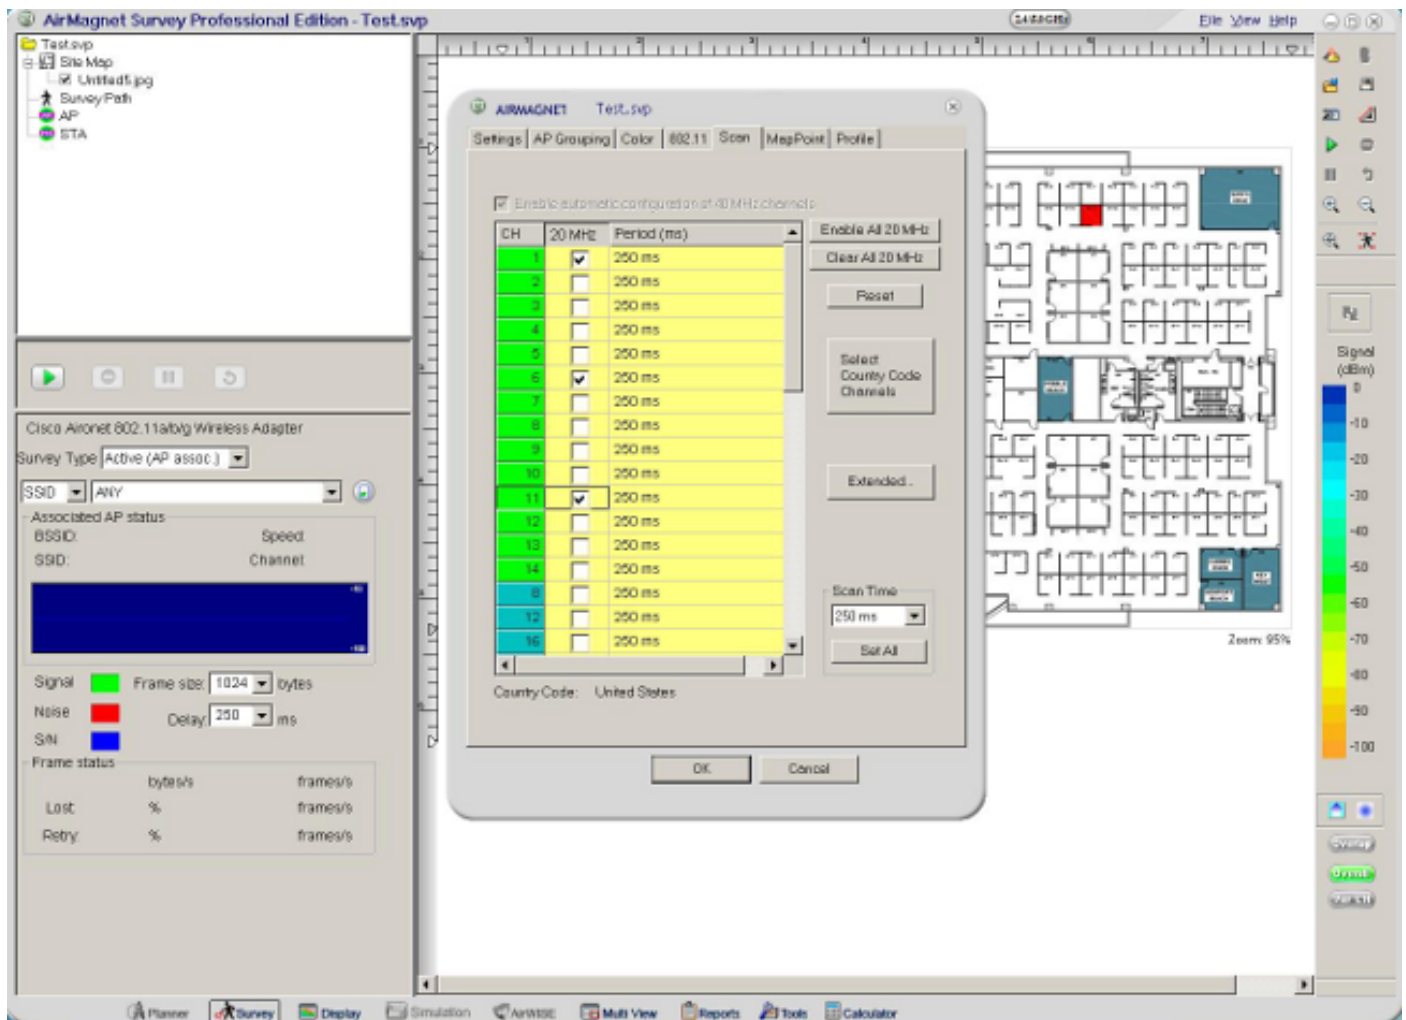 AirMagnet Survey Professional Edition - Test.svp
File View Help
Test.svp
Site Map
Untitled5.jpg
Survey Path
AP
STA
Cisco Aironet 802.11a/b/g Wireless Adapter
Survey Type Active (AP assoc.)
SSID ANY
Associated AP status
BSSID: Speed:
SSID: Channel:
Signal Frame size: 1024 bytes
Noise Delay: 250 ms
S/N
Frame status
bytes/s frames/s
Lost: % frames/s
Retry: % frames/s
AIRMAGNET Test.svp
Settings AP Grouping Color 802.11 Scan MapPoint Profile
Enable automatic configuration of 40 MHz channels
CH 20 MHz Period (ms)
1 250 ms
2 250 ms
3 250 ms
4 250 ms
5 250 ms
6 250 ms
7 250 ms
8 250 ms
9 250 ms
10 250 ms
11 250 ms
12 250 ms
13 250 ms
14 250 ms
8 250 ms
12 250 ms
16 250 ms
Enable All 20 MHz
Clear All 20 MHz
Reset
Select
Country Code
Channels
Extended..
Scan Time
250 ms
Set All
Country Code: United States
OK
Cancel
Zoom: 95%
Signal
(dBm)
0
-10
-20
-30
-40
-50
-60
-70
-80
-90
-100
Planner Survey Display Simulation AirWISE Multi View Reports Tools Calculator